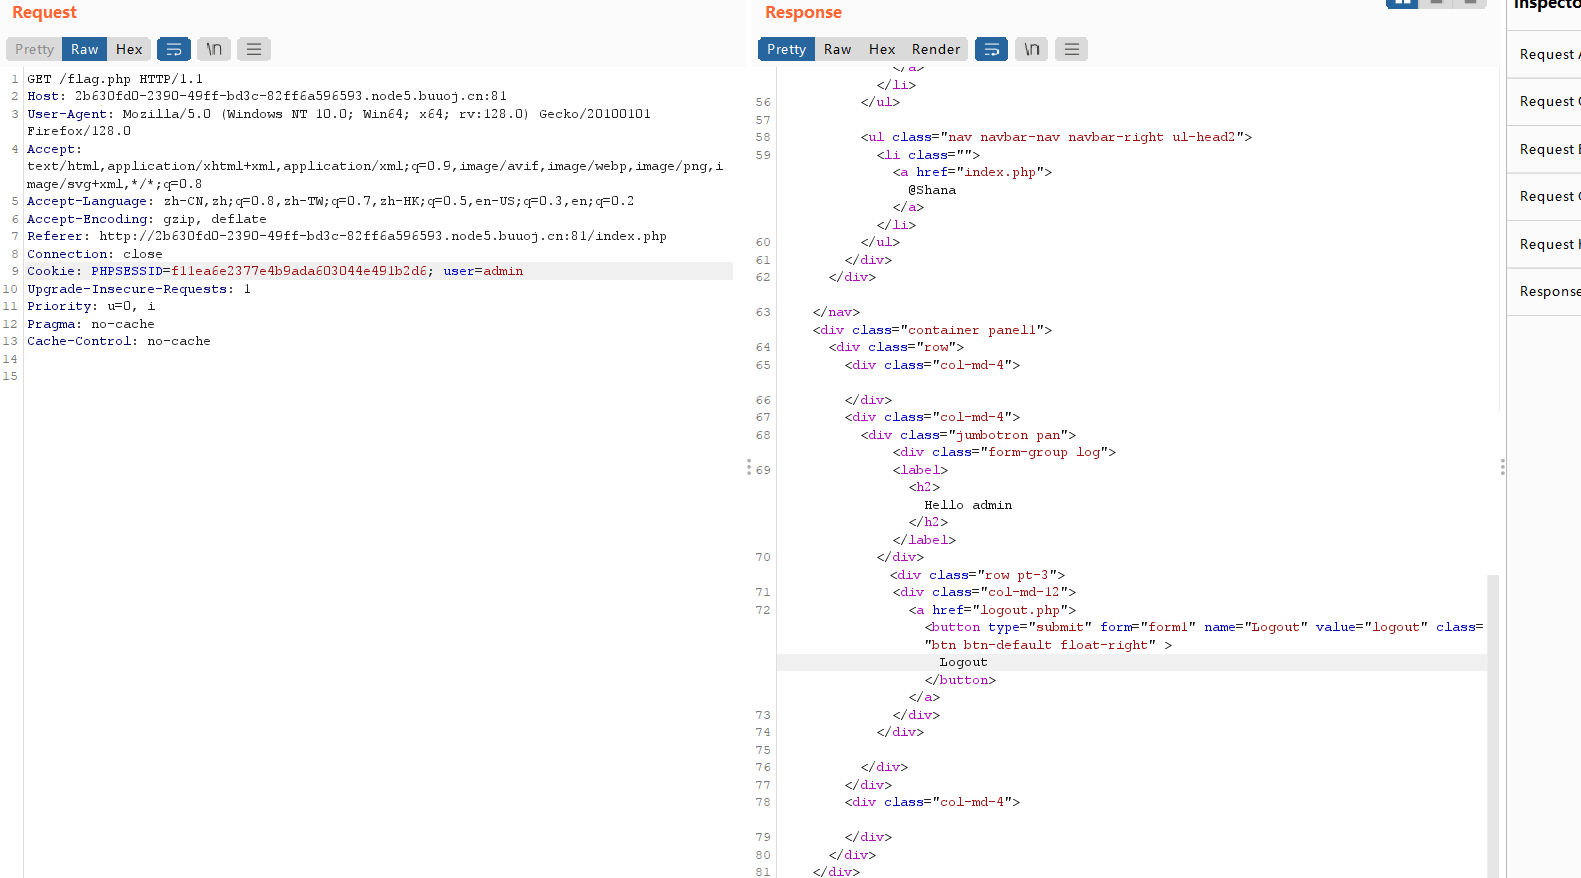 Request
Pretty Raw Hex \n
1 GET /flag.php HTTP/1.1
2 Host: 2b630fd0-2390-49ff-bd3c-82ff6a596593.node5.buuoj.cn:81
3 User-Agent: Mozilla/5.0 (Windows NT 10.0; Win64; x64; rv:128.0) Gecko/20100101
Firefox/128.0
4 Accept:
text/html,application/xhtml+xml,application/xml;q=0.9,image/avif,image/webp,image/png,i
mage/svg+xml,*/*;q=0.8
5 Accept-Language: zh-CN,zh;q=0.8,zh-TW;q=0.7,zh-HK;q=0.5,en-US;q=0.3,en;q=0.2
6 Accept-Encoding: gzip, deflate
7 Referer: http://2b630fd0-2390-49ff-bd3c-82ff6a596593.node5.buuoj.cn:81/index.php
8 Connection: close
9 Cookie: PHPSESSID=f11ea6e2377e4b9ada603044e491b2d6; user=admin
10 Upgrade-Insecure-Requests: 1
11 Priority: u=0, i
12 Pragma: no-cache
13 Cache-Control: no-cache
14
15
Response
Pretty Raw Hex Render \n
</a>
</li>
56 </ul>
57
58 <ul class="nav navbar-nav navbar-right ul-head2">
59 <li class="">
<a href="index.php">
@Shana
</a>
</li>
60 </ul>
61 </div>
62 </div>
63 </nav>
<div class="container panel1">
64 <div class="row">
65 <div class="col-md-4">
66 </div>
67 <div class="col-md-4">
68 <div class="jumbotron pan">
<div class="form-group log">
69 <label>
<h2>
Hello admin
</h2>
</label>
70 </div>
<div class="row pt-3">
71 <div class="col-md-12">
72 <a href="logout.php">
<button type="submit" form="form1" name="Logout" value="logout" class=
"btn btn-default float-right" >
Logout
</button>
</a>
73 </div>
74 </div>
75
76 </div>
77 </div>
78 <div class="col-md-4">
79 </div>
80 </div>
81 </div>
Inspecto
Request
Request
Request
Request
Request
Response